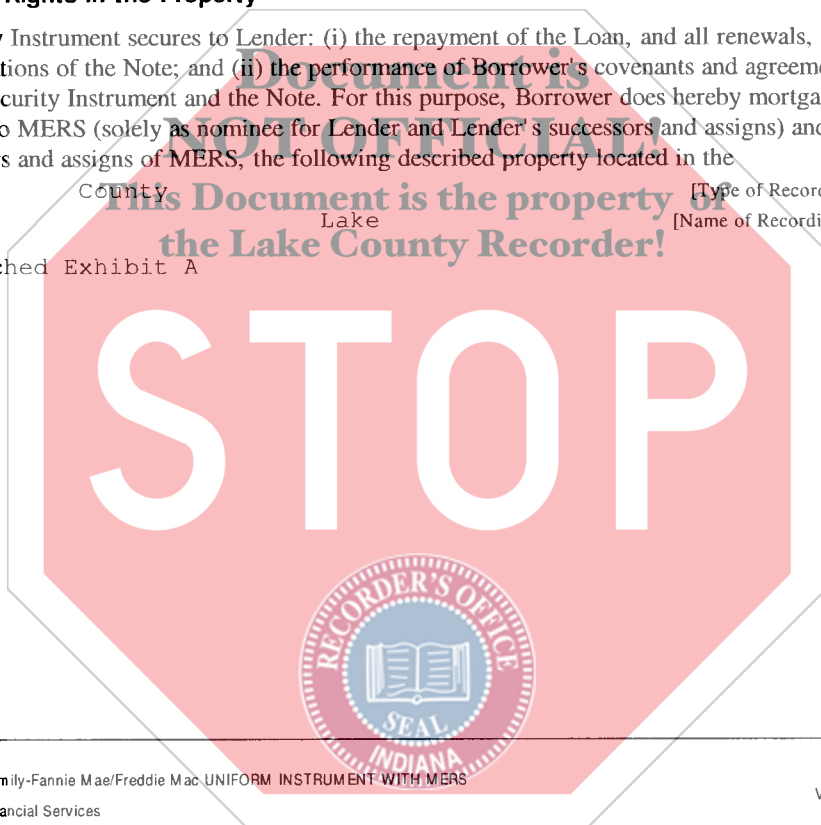 Rights in the Property
y Instrument secures to Lender: (i) the repayment of the Loan, and all renewals,
tions of the Note; and (ii) the performance of Borrower's covenants and agreeme
curity Instrument and the Note. For this purpose, Borrower does hereby mortga
o MERS (solely as nominee for Lender and Lender's successors and assigns) and
s and assigns of MERS, the following described property located in the
County [Type of Record
Lake [Name of Recordi
ched Exhibit A
Document is
NOT OFFICIAL!
This Document is the property of
the Lake County Recorder!
STOP
RECORDER'S OFFICE
SEAL
INDIANA
mily-Fannie Mae/Freddie Mac UNIFORM INSTRUMENT WITH MERS
V
ancial Services